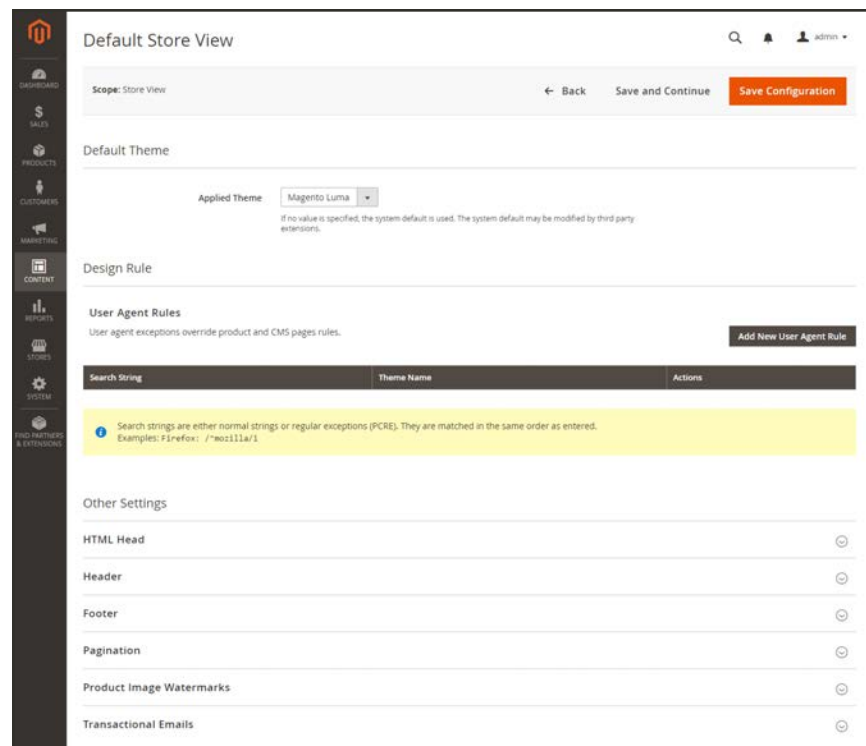 Default Store View
admin
DASHBOARD
SALES
PRODUCTS
CUSTOMERS
MARKETING
CONTENT
REPORTS
STORES
SYSTEM
FIND PARTNERS
& EXTENSIONS
Scope: Store View
Back
Save and Continue
Save Configuration
Default Theme
Applied Theme
Magento Luma
If no value is specified, the system default is used. The system default may be modified by third party
extensions.
Design Rule
User Agent Rules
User agent exceptions override product and CMS pages rules.
Add New User Agent Rule
Search String
Theme Name
Actions
Search strings are either normal strings or regular exceptions (PCRE). They are matched in the same order as entered.
Examples: Firefox: /^mozilla/i
Other Settings
HTML Head
Header
Footer
Pagination
Product Image Watermarks
Transactional Emails